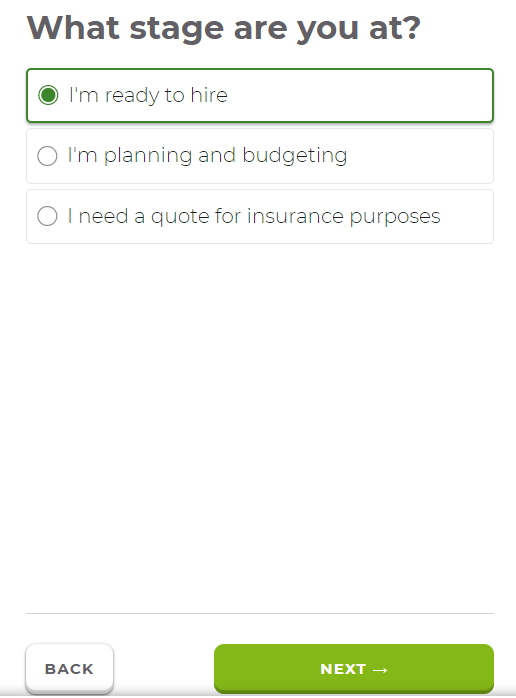 What stage are you at?
I'm ready to hire
I'm planning and budgeting
I need a quote for insurance purposes
BACK
NEXT →